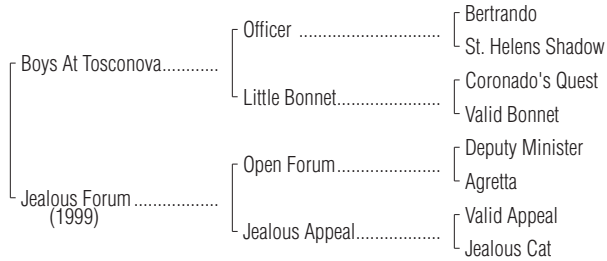 Bertrando
Officer ..............................
St. Helens Shadow
Boys At Tosconova............
Coronado's Quest
Little Bonnet......................
Valid Bonnet
Deputy Minister
Open Forum......................
Agretta
Jealous Forum ..................
(1999)
Valid Appeal
Jealous Appeal..................
Jealous Cat